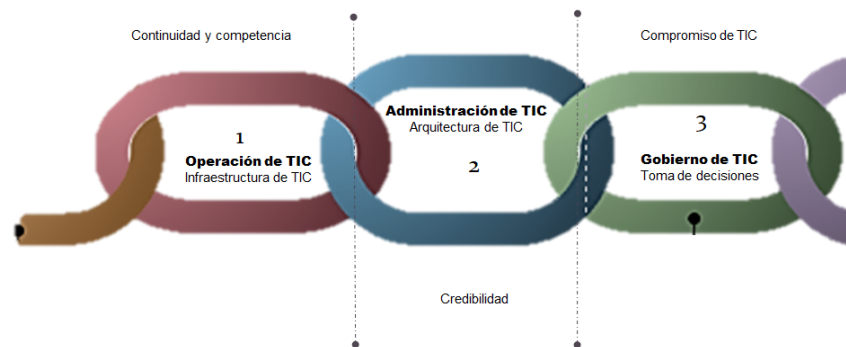 Continuidad y competencia
Compromiso de TIC
1
Operación de TIC
Infraestructura de TIC
Administración de TIC
Arquitectura de TIC
2
3
Gobierno de TIC
Toma de decisiones
Credibilidad